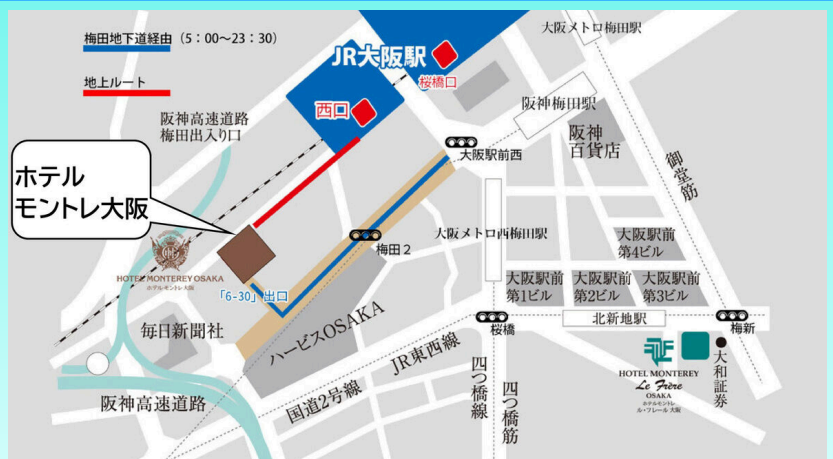 梅田地下道経由（5：00～23：30）
地上ルート
JR大阪駅
桜橋口
西口
大阪メトロ梅田駅
阪神高速道路
梅田出入り口
阪神梅田駅
阪神
百貨店
御堂筋
大阪駅前西
ホテル
モントレ大阪
梅田2
大阪メトロ西梅田駅
大阪駅前
第4ビル
HOTEL MONTEREY OSAKA
ホテルモントレ大阪
「6-30」出口
大阪駅前
第1ビル
大阪駅前
第2ビル
大阪駅前
第3ビル
毎日新聞社
ハービスOSAKA
桜橋
北新地駅
梅新
JR東西線
国道2号線
阪神高速道路
四つ橋線
四つ橋筋
HOTEL MONTEREY
Le Frère
OSAKA
ホテルモントレ
ル・フレール大阪
大和証券